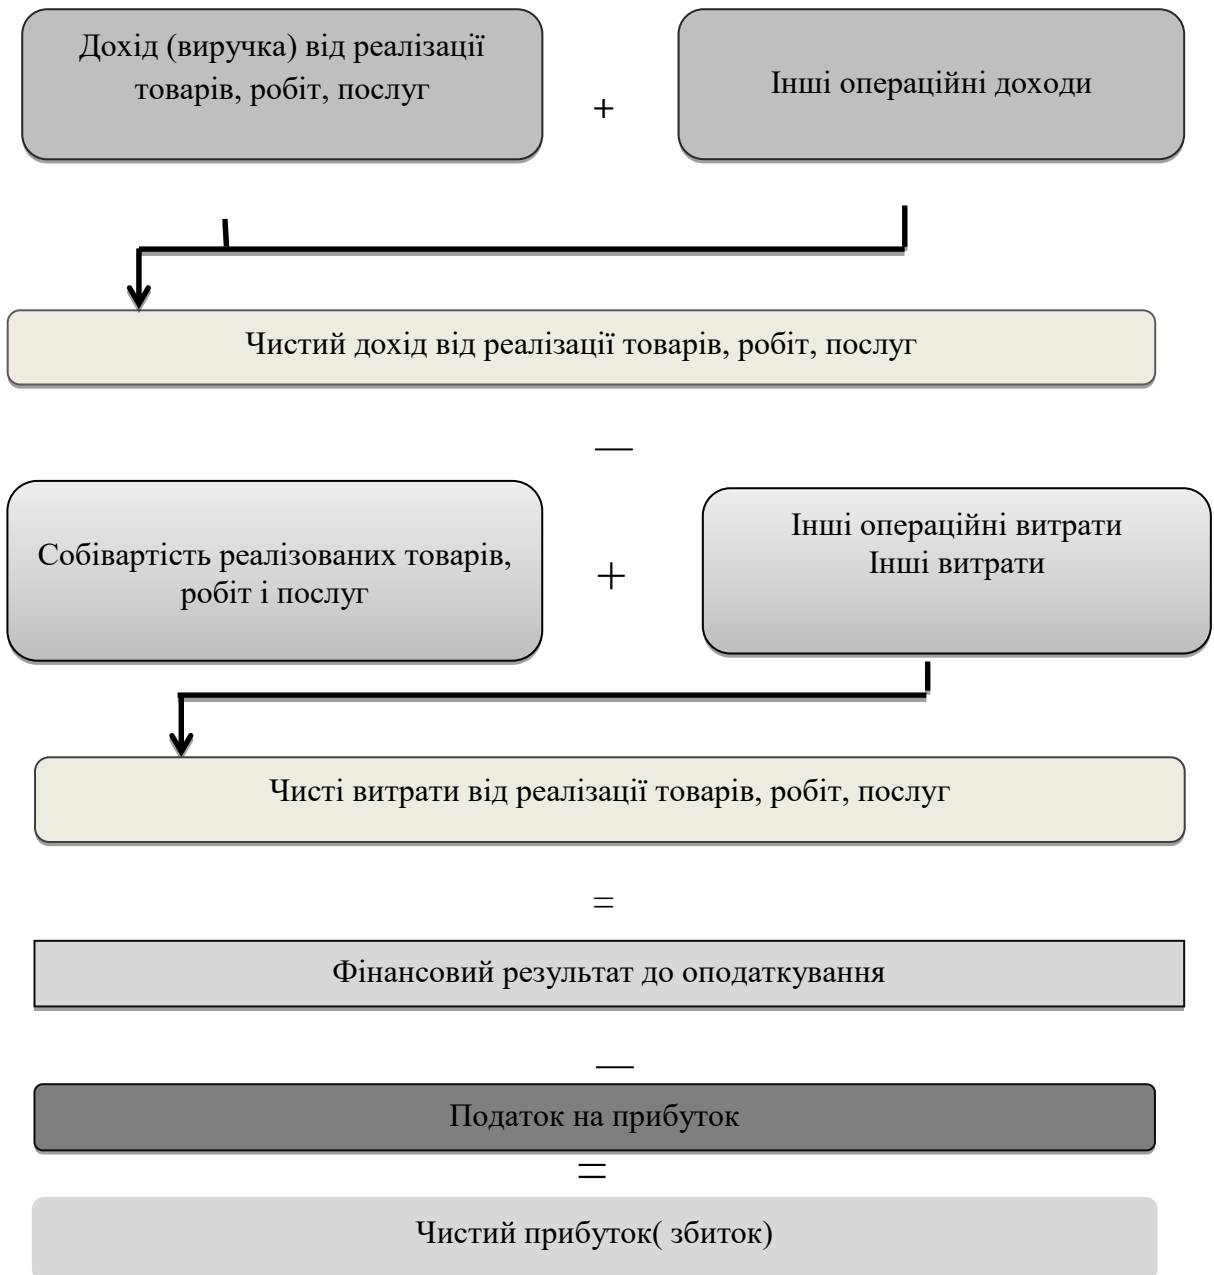 Дохід (виручка) від реалізації
товарів, робіт, послуг
+
Інші операційні доходи
Чистий дохід від реалізації товарів, робіт, послуг
—
Собівартість реалізованих товарів,
робіт і послуг
+
Інші операційні витрати
Інші витрати
Чисті витрати від реалізації товарів, робіт, послуг
=
Фінансовий результат до оподаткування
—
Податок на прибуток
=
Чистий прибуток( збиток)